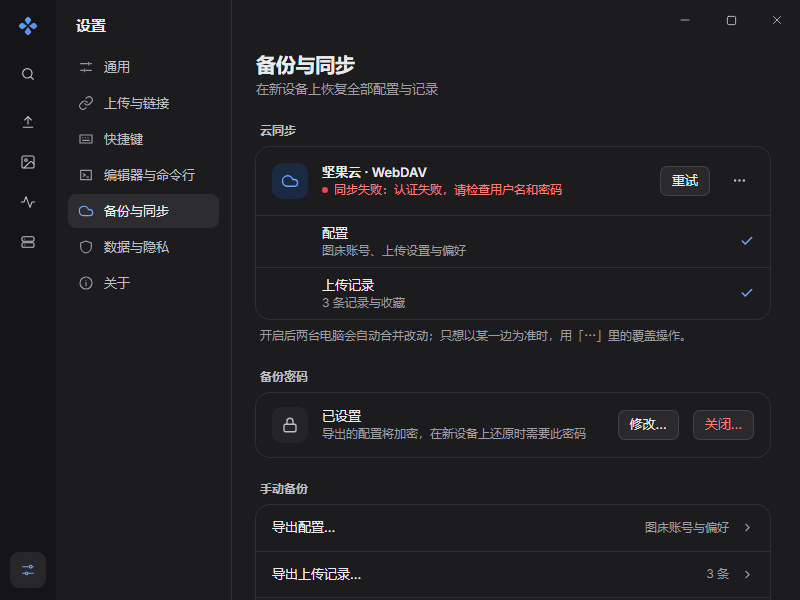 设置
通用
上传与链接
快捷键
编辑器与命令行
备份与同步
数据与隐私
关于
备份与同步
在新设备上恢复全部配置与记录
云同步
坚果云 · WebDAV
同步失败：认证失败，请检查用户名和密码
重试
配置
图床账号、上传设置与偏好
上传记录
3 条记录与收藏
开启后两台电脑会自动合并改动；只想以某一边为准时，用「⋯」里的覆盖操作。
备份密码
已设置
导出的配置将加密，在新设备上还原时需要此密码
修改...
关闭...
手动备份
导出配置...
图床账号与偏好
导出上传记录...
3 条